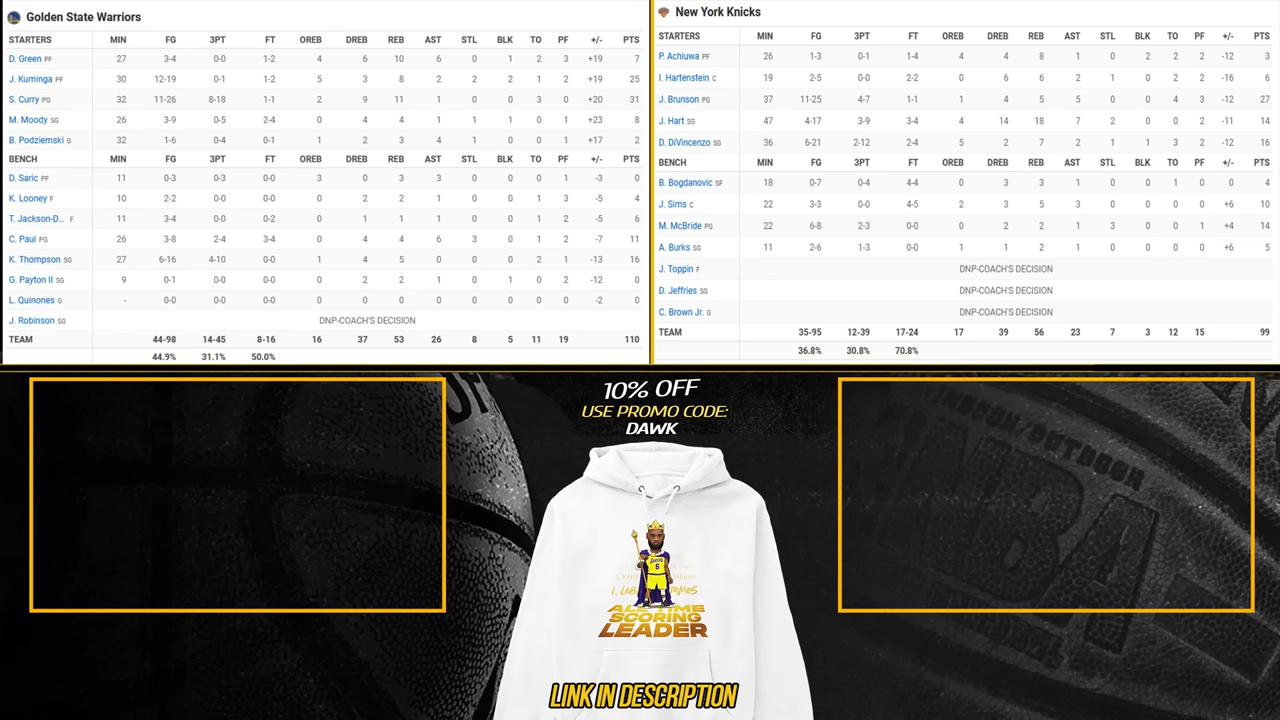 Golden State Warriors
STARTERS MIN FG 3PT FT OREB DREB REB AST STL BLK TO PF +/- PTS
D. Green PF 27 3-4 0-0 1-2 4 6 10 6 0 1 2 3 +19 7
J. Kuminga PF 30 12-19 0-1 1-2 5 3 8 2 2 2 1 2 +19 25
S. Curry PG 32 11-26 8-18 1-1 2 9 11 1 0 0 3 0 +20 31
M. Moody SG 26 3-9 0-5 2-4 0 4 4 1 1 1 0 1 +23 8
B. Podziemski G 32 1-6 0-4 0-0 1 2 3 4 1 0 0 1 +17 2
BENCH MIN FG 3PT FT OREB DREB REB AST STL BLK TO PF +/- PTS
D. Saric PF 11 0-3 0-3 0-0 3 0 3 3 0 0 0 1 -3 0
K. Looney F 10 2-2 0-0 0-0 0 2 2 1 0 0 1 3 -5 4
T. Jackson-D... F 11 3-4 0-0 0-2 0 1 1 1 0 0 1 2 -5 6
C. Paul PG 26 3-8 2-4 3-4 0 4 4 6 3 0 1 2 -7 11
K. Thompson SG 27 6-16 4-10 0-0 1 4 5 1 0 0 2 1 -13 16
G. Payton II SG 9 0-1 0-0 0-0 0 2 2 0 1 0 0 2 -12 0
L. Quinones G - 0-0 0-0 0-0 0 0 0 0 0 0 0 0 -2 0
J. Robinson SG DNP-COACH'S DECISION
TEAM 44-98 14-45 8-16 16 37 53 26 8 5 11 19 110
44.9% 31.1% 50.0%
New York Knicks
STARTERS MIN FG 3PT FT OREB DREB REB AST STL BLK TO PF +/- PTS
P. Achiuwa PF 26 1-3 0-1 1-4 4 4 8 1 0 2 2 2 -12 3
I. Hartenstein C 19 2-5 0-0 2-2 0 6 6 2 1 0 2 2 -16 6
J. Brunson PG 37 11-25 4-7 1-1 1 4 5 5 0 0 4 3 -12 27
J. Hart SG 47 4-17 3-9 3-4 4 14 18 7 2 0 0 2 -11 14
D. DiVincenzo SG 36 6-21 2-12 2-4 5 2 7 2 1 1 3 2 -12 16
BENCH MIN FG 3PT FT OREB DREB REB AST STL BLK TO PF +/- PTS
B. Bogdanovic SF 18 0-7 0-4 4-4 0 3 3 1 0 0 1 0 0 4
J. Sims C 22 3-3 0-0 4-5 2 3 5 3 0 0 0 2 +6 10
M. McBride PG 22 6-8 2-3 0-0 0 2 2 1 3 0 0 1 +4 14
A. Burks SG 11 2-6 1-3 0-0 1 1 2 1 0 0 0 0 +6 5
J. Toppin F DNP-COACH'S DECISION
D. Jeffries SG DNP-COACH'S DECISION
C. Brown Jr. G DNP-COACH'S DECISION
TEAM 35-95 12-39 17-24 17 39 56 23 7 3 12 15 99
36.8% 30.8% 70.8%
10% OFF
USE PROMO CODE:
DAWK
ALL TIME
SCORING
LEADER
LINK IN DESCRIPTION